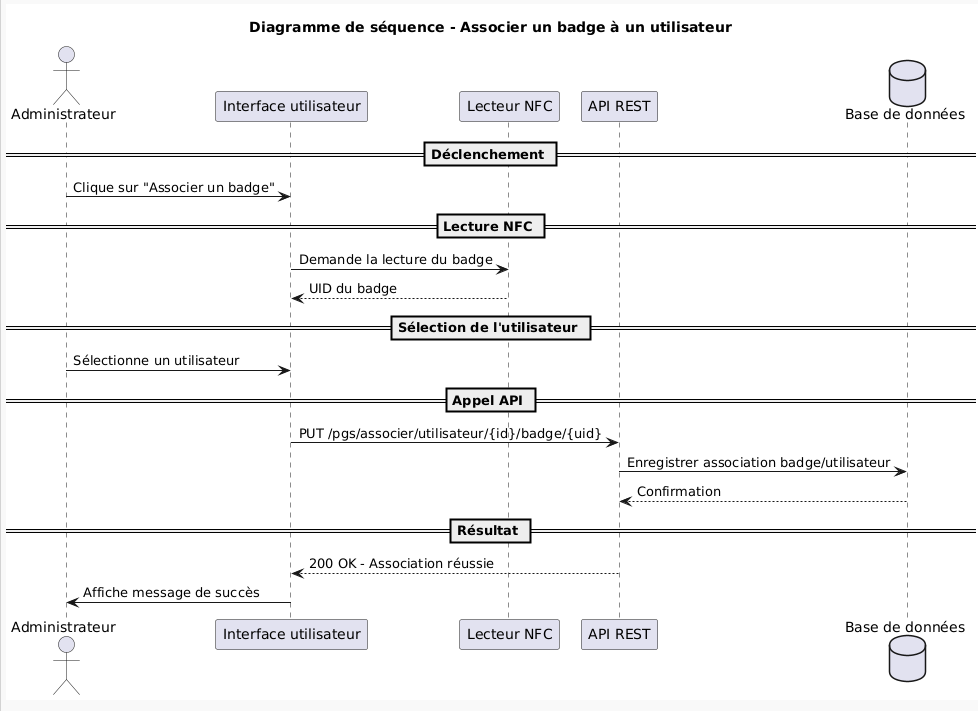 Diagramme de séquence - Associer un badge à un utilisateur
Administrateur
Interface utilisateur
Lecteur NFC
API REST
Base de données
Déclenchement
Clique sur "Associer un badge"
Lecture NFC
Demande la lecture du badge
UID du badge
Sélection de l'utilisateur
Sélectionne un utilisateur
Appel API
PUT /pgs/associer/utilisateur/{id}/badge/{uid}
Enregistrer association badge/utilisateur
Confirmation
Résultat
200 OK - Association réussie
Affiche message de succès
Administrateur
Interface utilisateur
Lecteur NFC
API REST
Base de données